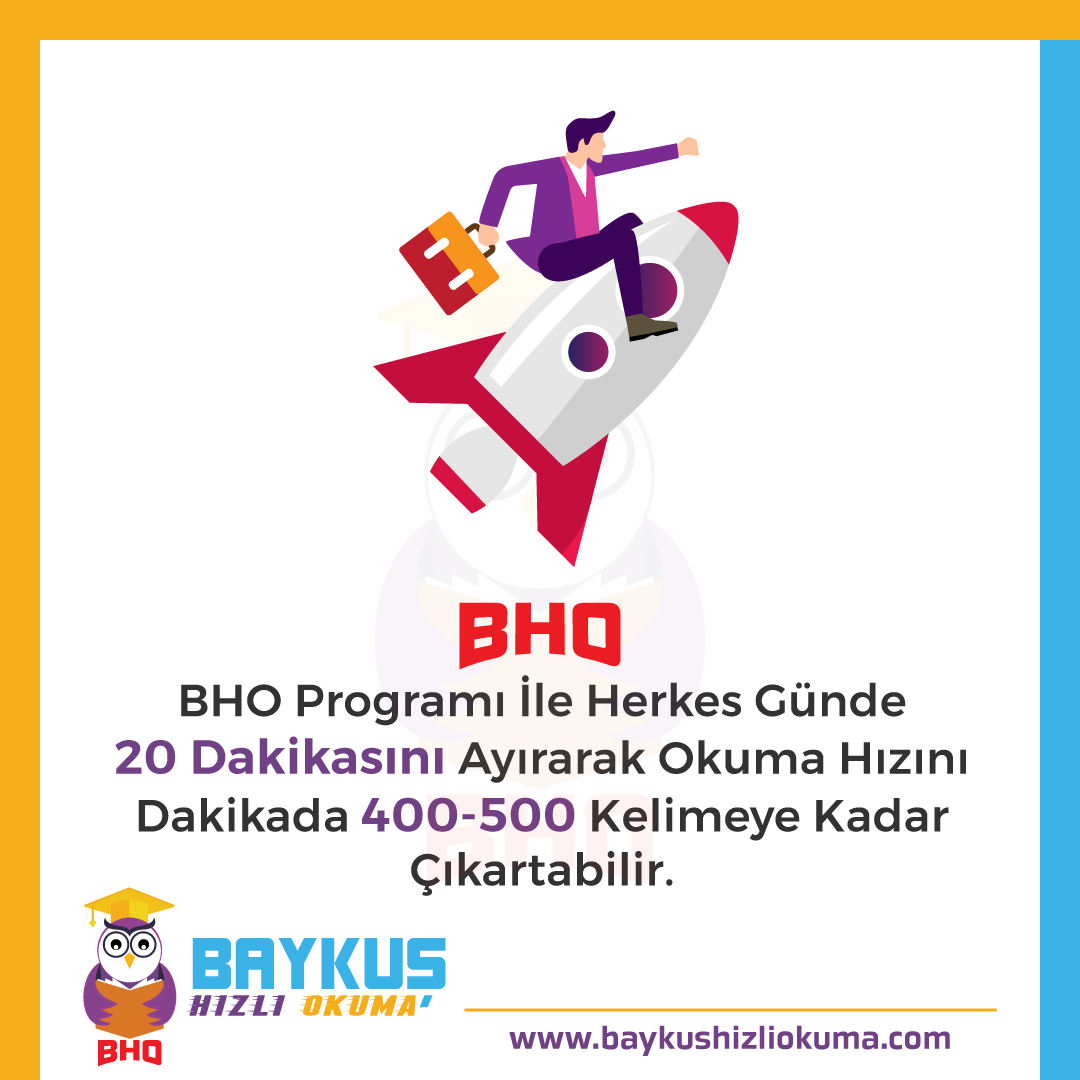 BHO
BHO Programı İle Herkes Günde
20 Dakikasını Ayırarak Okuma Hızını
Dakikada 400-500 Kelimeye Kadar
Çıkartabilir.
BHO
BAYKUS
HIZLI OKUMA'
BHO
www.baykushizliokuma.com